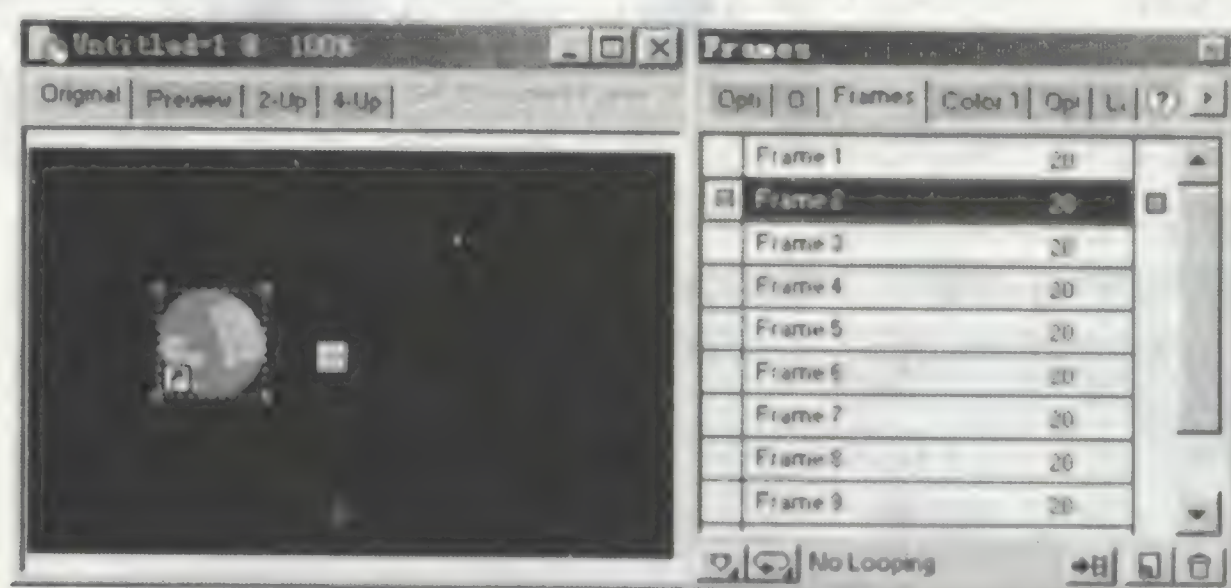 Untitled-1 @ 100%
Original Preview 2-Up 4-Up
Frames
Opti O Frames Color T Opt L (?)
Frame 1 20
Frame 2 20
Frame 3 20
Frame 4 20
Frame 5 20
Frame 6 20
Frame 7 20
Frame 8 20
Frame 9 20
No Looping